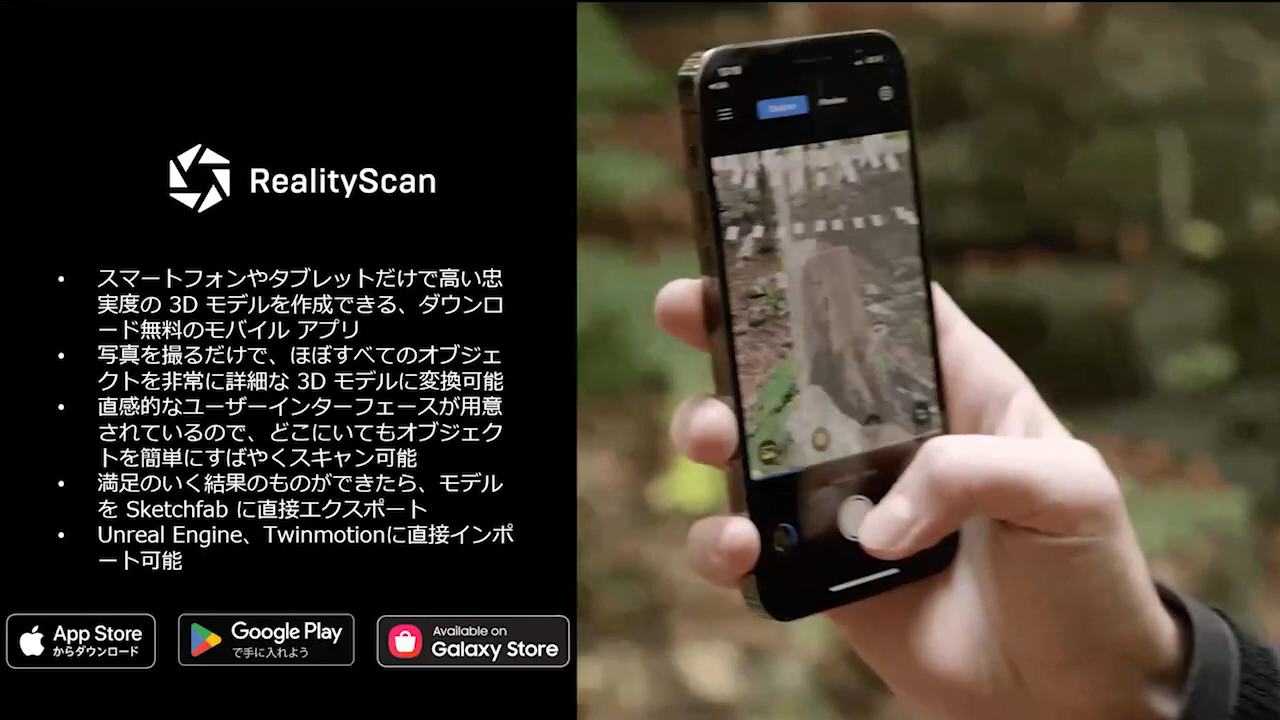 RealityScan
• スマートフォンやタブレットだけで高い忠
実度の 3D モデルを作成できる、ダウンロ
ード無料のモバイル アプリ
• 写真を撮るだけで、ほぼすべてのオブジェ
クトを非常に詳細な 3D モデルに変換可能
• 直感的なユーザーインターフェースが用意
されているので、どこにいてもオブジェク
トを簡単にすばやくスキャン可能
• 満足のいく結果のものができたら、モデル
を Sketchfab に直接エクスポート
• Unreal Engine、Twinmotionに直接インポ
ート可能
App Store
からダウンロード
Google Play
で手に入れよう
Available on
Galaxy Store